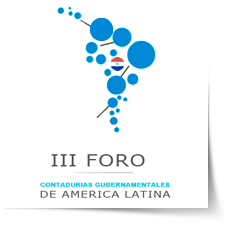 III FORO
CONTADURIAS GUBERNAMENTALES
DE AMERICA LATINA